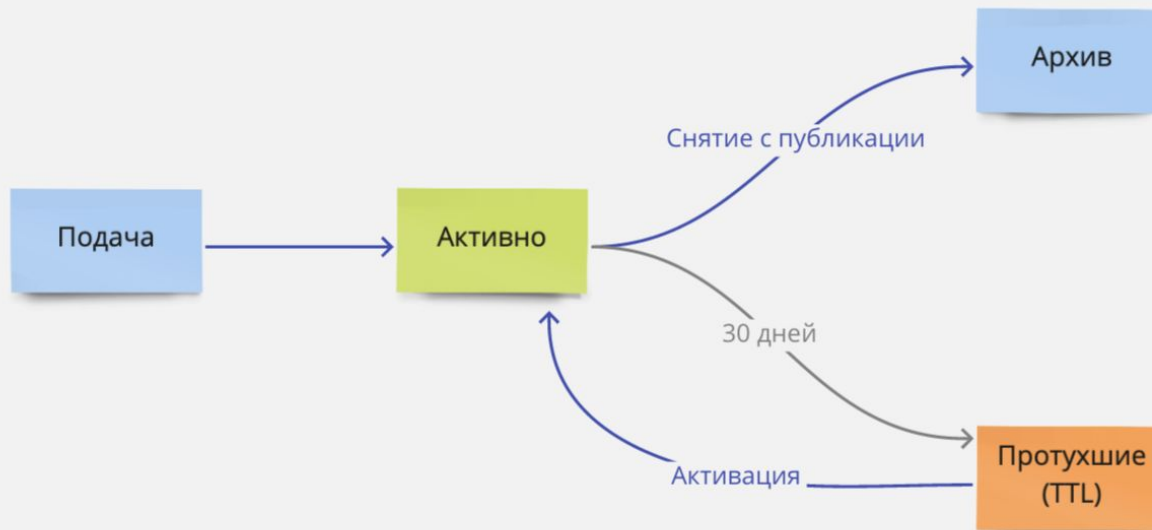 Архив
Снятие с публикации
Подача
Активно
30 дней
Активация
Протухшие
(TTL)